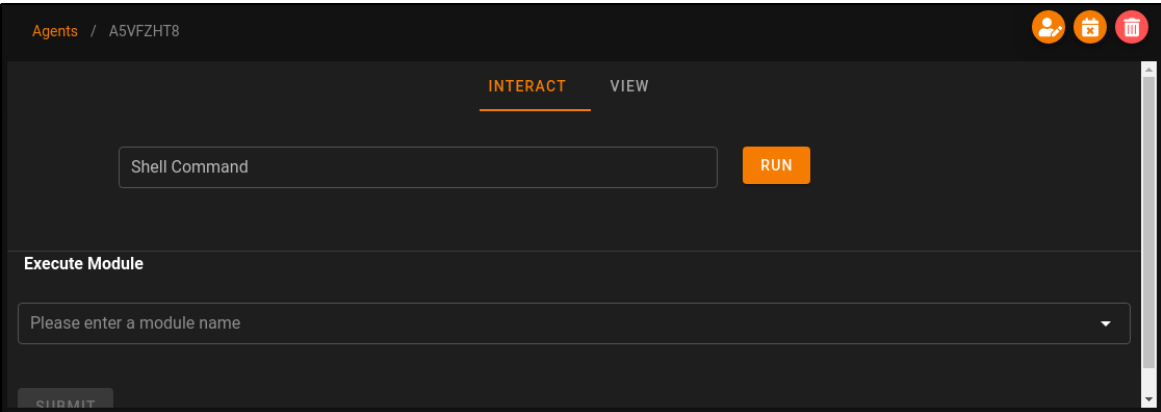 Agents / A5VFZHT8
INTERACT VIEW
Shell Command RUN
Execute Module
Please enter a module name
SUBMIT